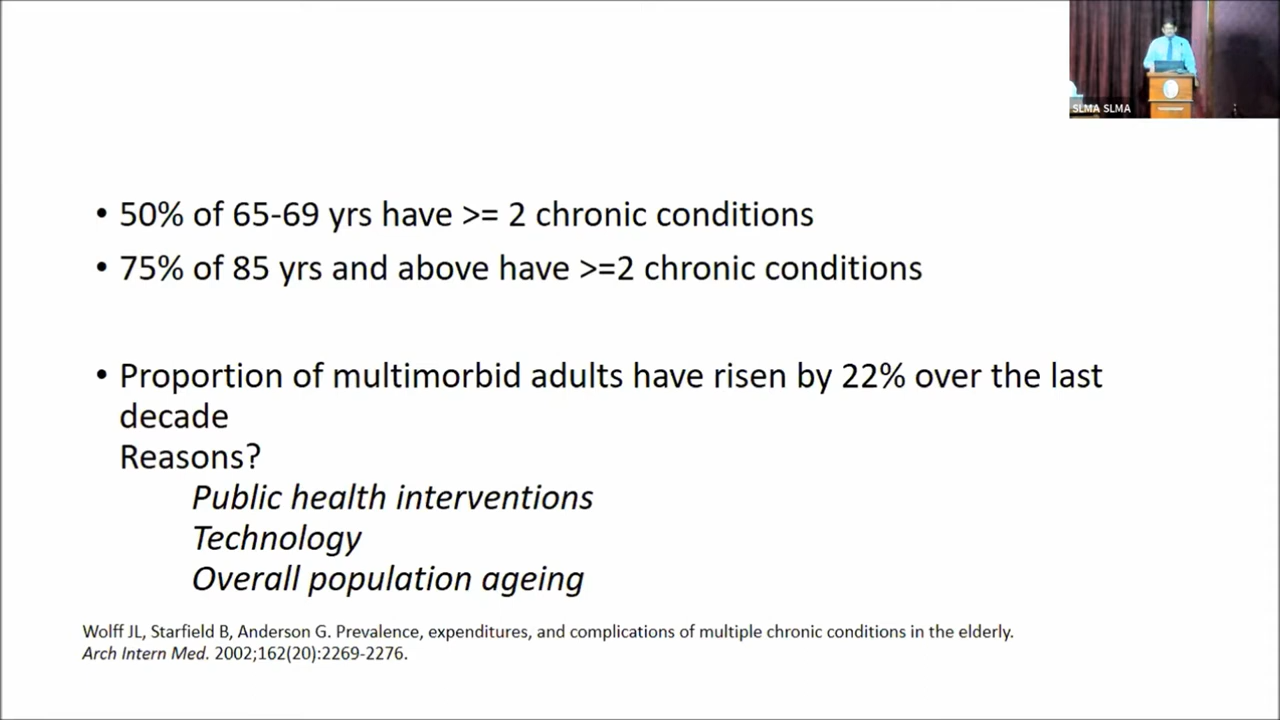 SLMA SLMA
• 50% of 65-69 yrs have >= 2 chronic conditions
• 75% of 85 yrs and above have >=2 chronic conditions
• Proportion of multimorbid adults have risen by 22% over the last
decade
Reasons?
Public health interventions
Technology
Overall population ageing
Wolff JL, Starfield B, Anderson G. Prevalence, expenditures, and complications of multiple chronic conditions in the elderly.
Arch Intern Med. 2002;162(20):2269-2276.